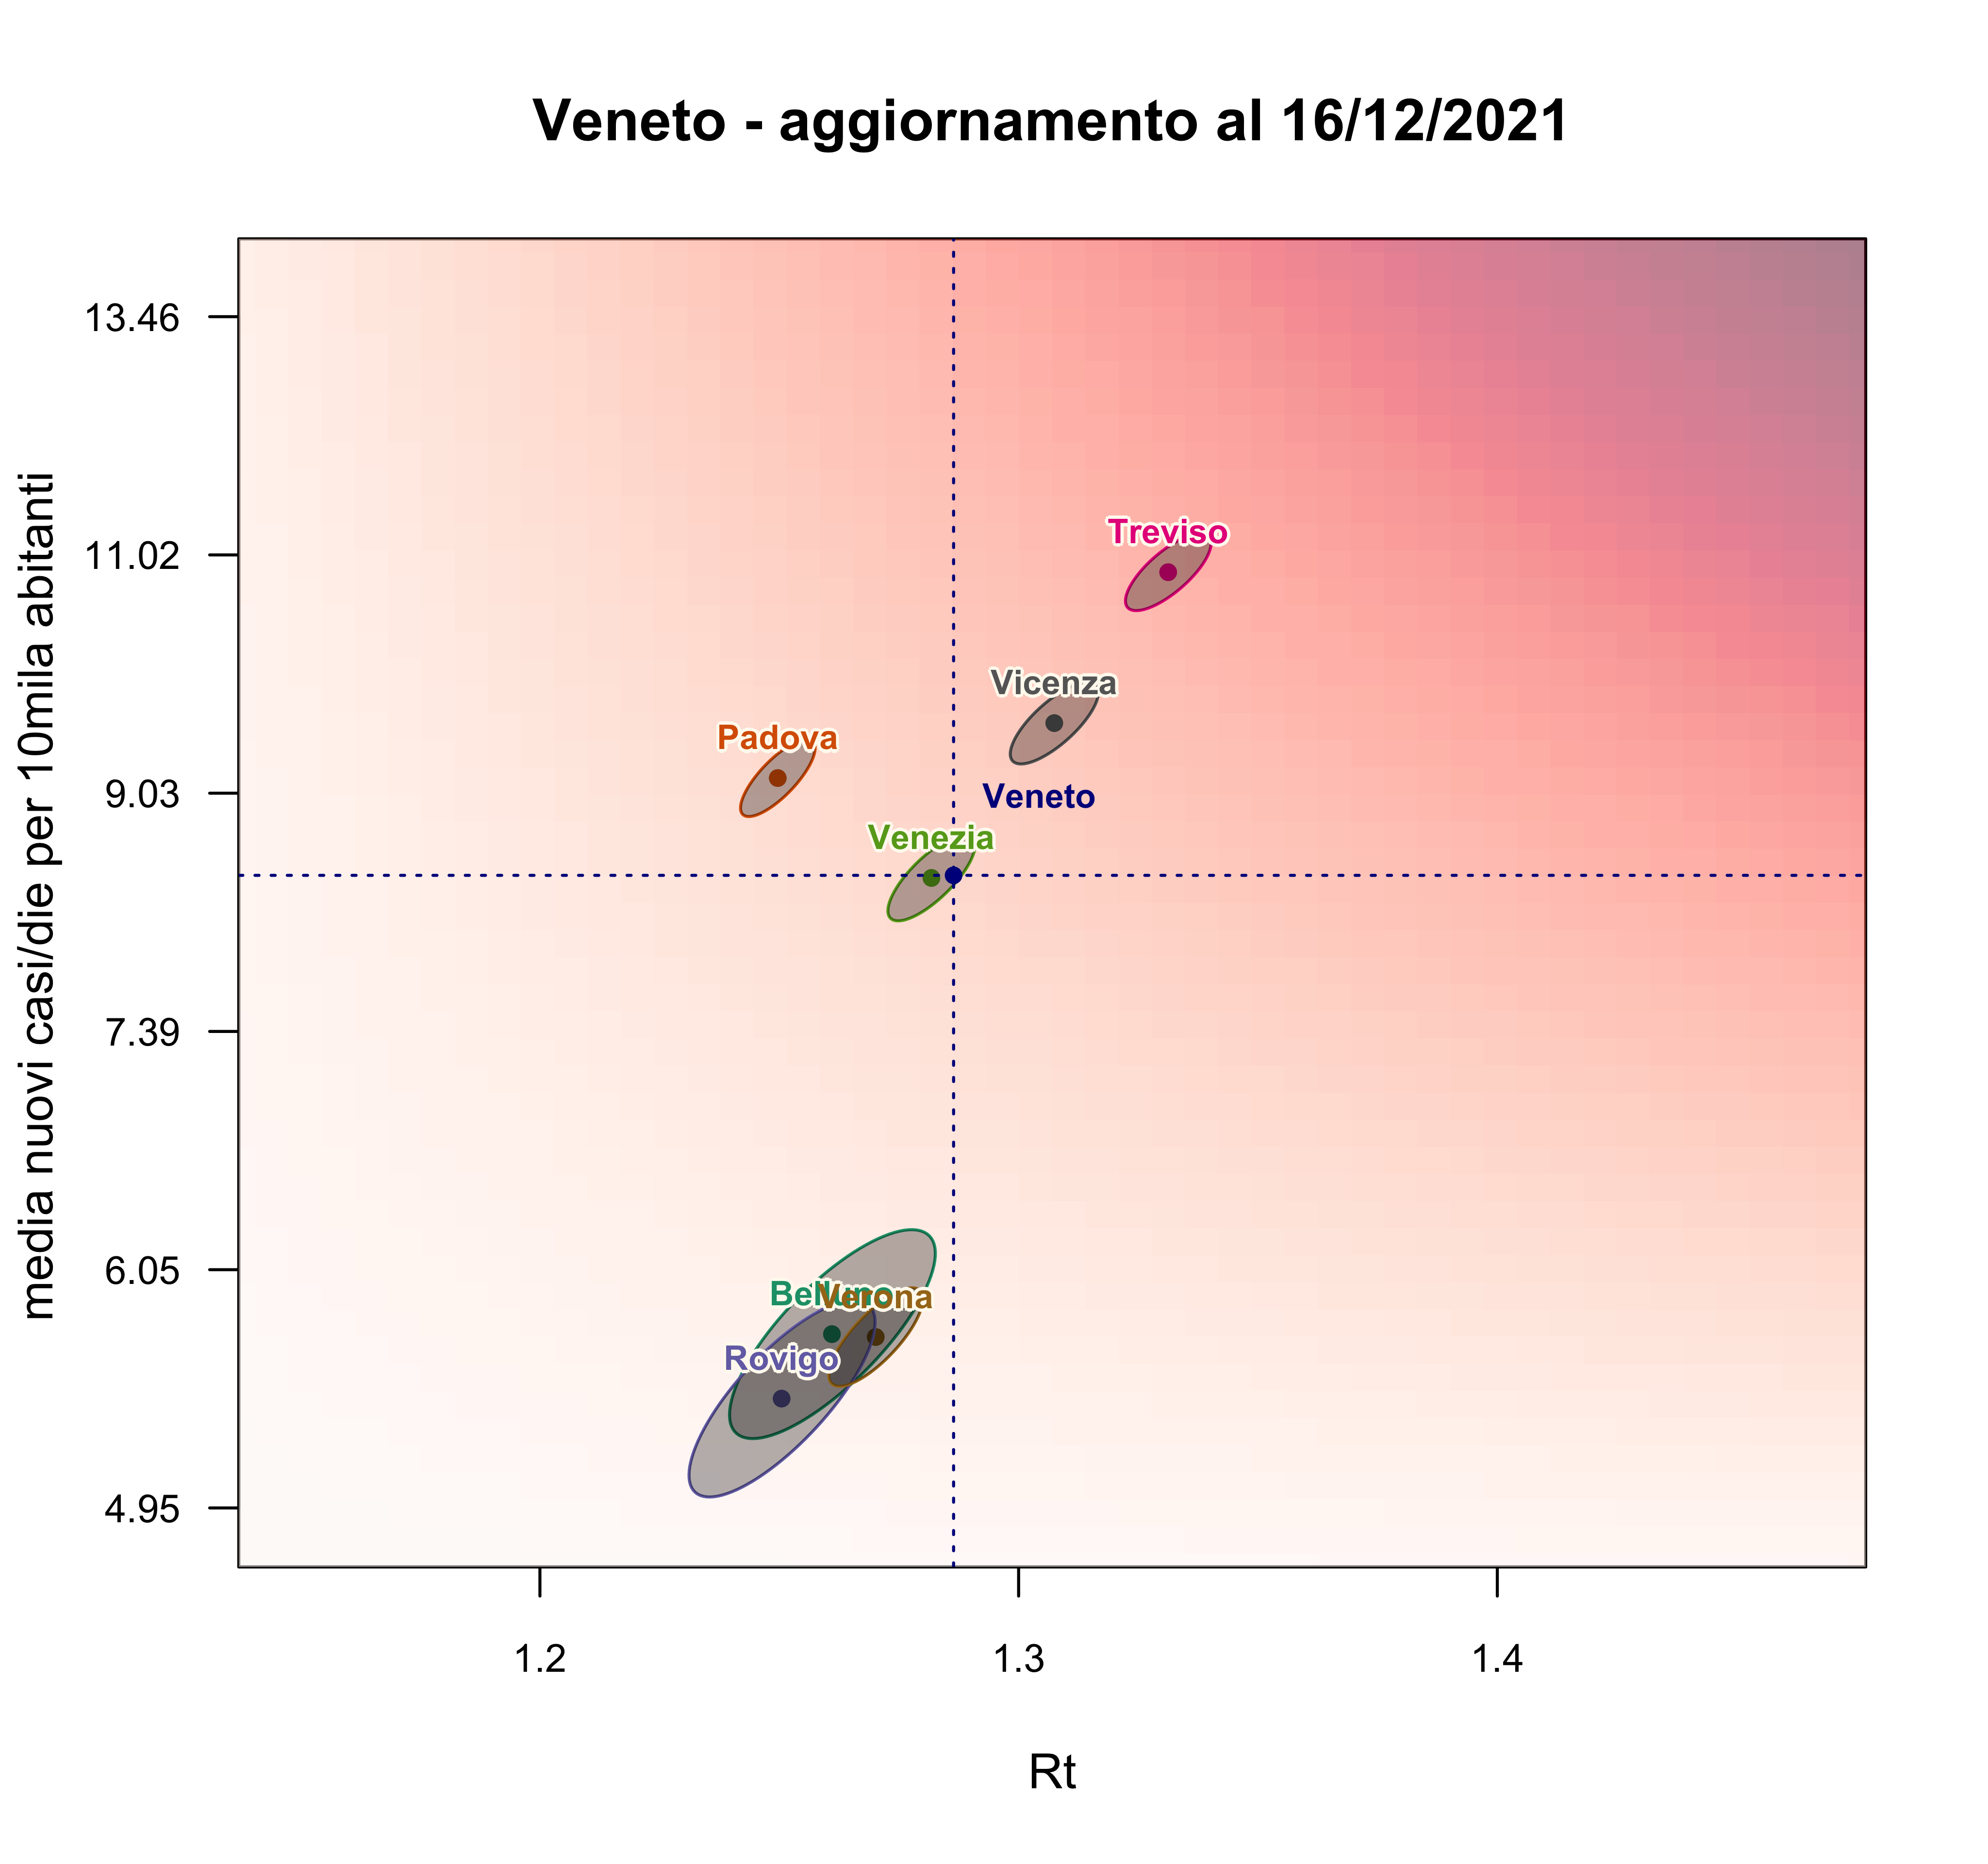 Veneto - aggiornamento al 16/12/2021
media nuovi casi/die per 10mila abitanti
13.46
11.02
9.03
7.39
6.05
4.95
Treviso
Vicenza
Padova
Veneto
Venezia
Belluno
Verona
Rovigo
1.2
1.3
1.4
Rt